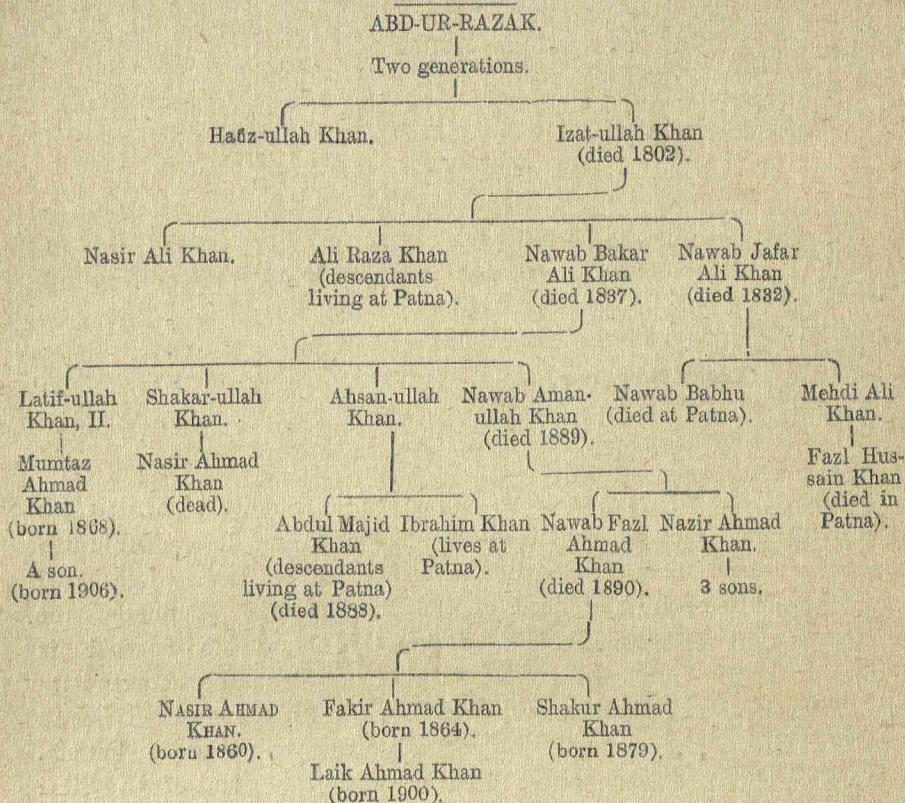 ABD-UR-RAZAK.
Two generations.
Hafiz-ullah Khan.
Izat-ullah Khan
(died 1802).
Nasir Ali Khan.
Ali Raza Khan
(descendants
living at Patna).
Nawab Bakar
Ali Khan
(died 1837).
Nawab Jafar
Ali Khan
(died 1832).
Latif-ullah
Khan, II.
Shakar-ullah
Khan.
Ahsan-ullah
Khan.
Nawab Aman-
ullah Khan
(died 1889).
Nawab Babhu
(died at Patna).
Mehdi Ali
Khan.
Mumtaz
Ahmad
Khan
(born 1868).
Nasir Ahmad
Khan
(dead).
Fazl Hus-
sain Khan
(died in
Patna).
A son.
(born 1906).
Abdul Majid
Khan
(descendants
living at Patna)
(died 1888).
Ibrahim Khan
(lives at
Patna).
Nawab Fazl
Ahmad
Khan
(died 1890).
Nazir Ahmad
Khan.
3 sons.
NASIR AHMAD
KHAN.
(born 1860).
Fakir Ahmad Khan
(born 1864).
Shakur Ahmad
Khan
(born 1879).
Laik Ahmad Khan
(born 1900).